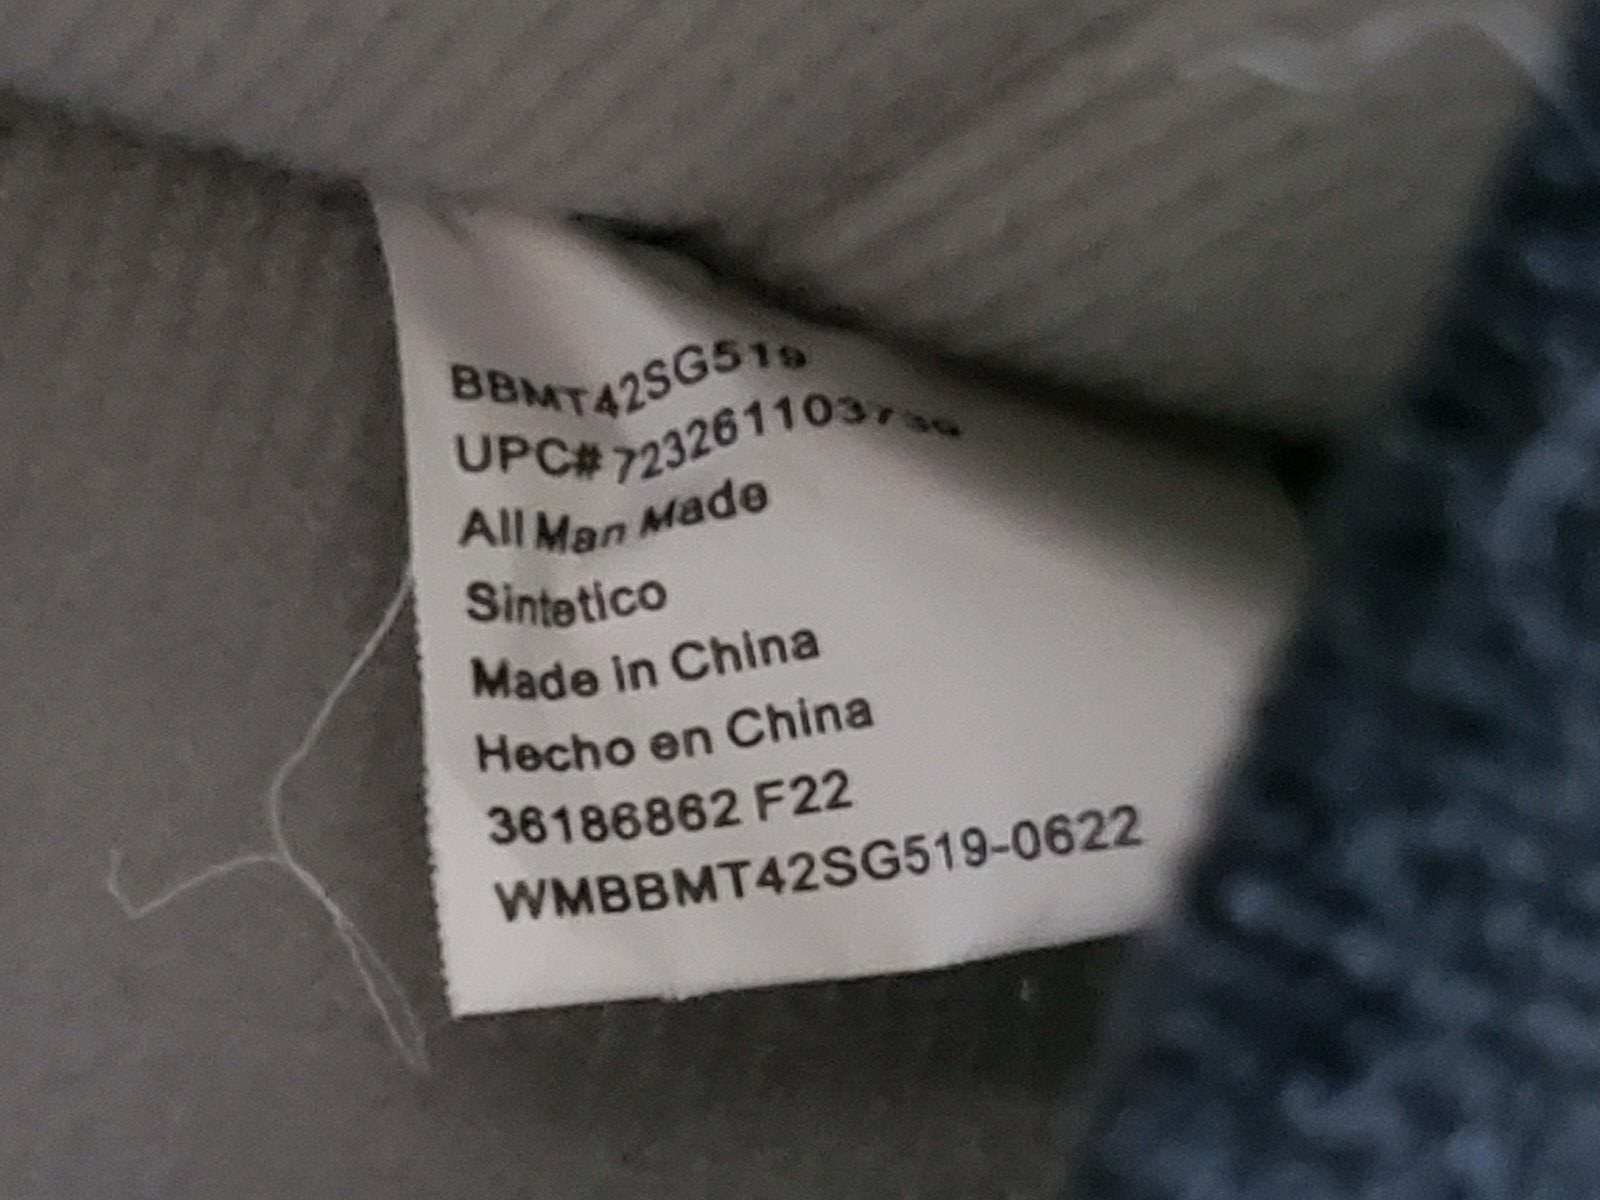 BBMT42SG519
UPC#
All Man Made
Sintetico
Made in China
Hecho en China
36186862 F22
WMBBMT42SG519-0622